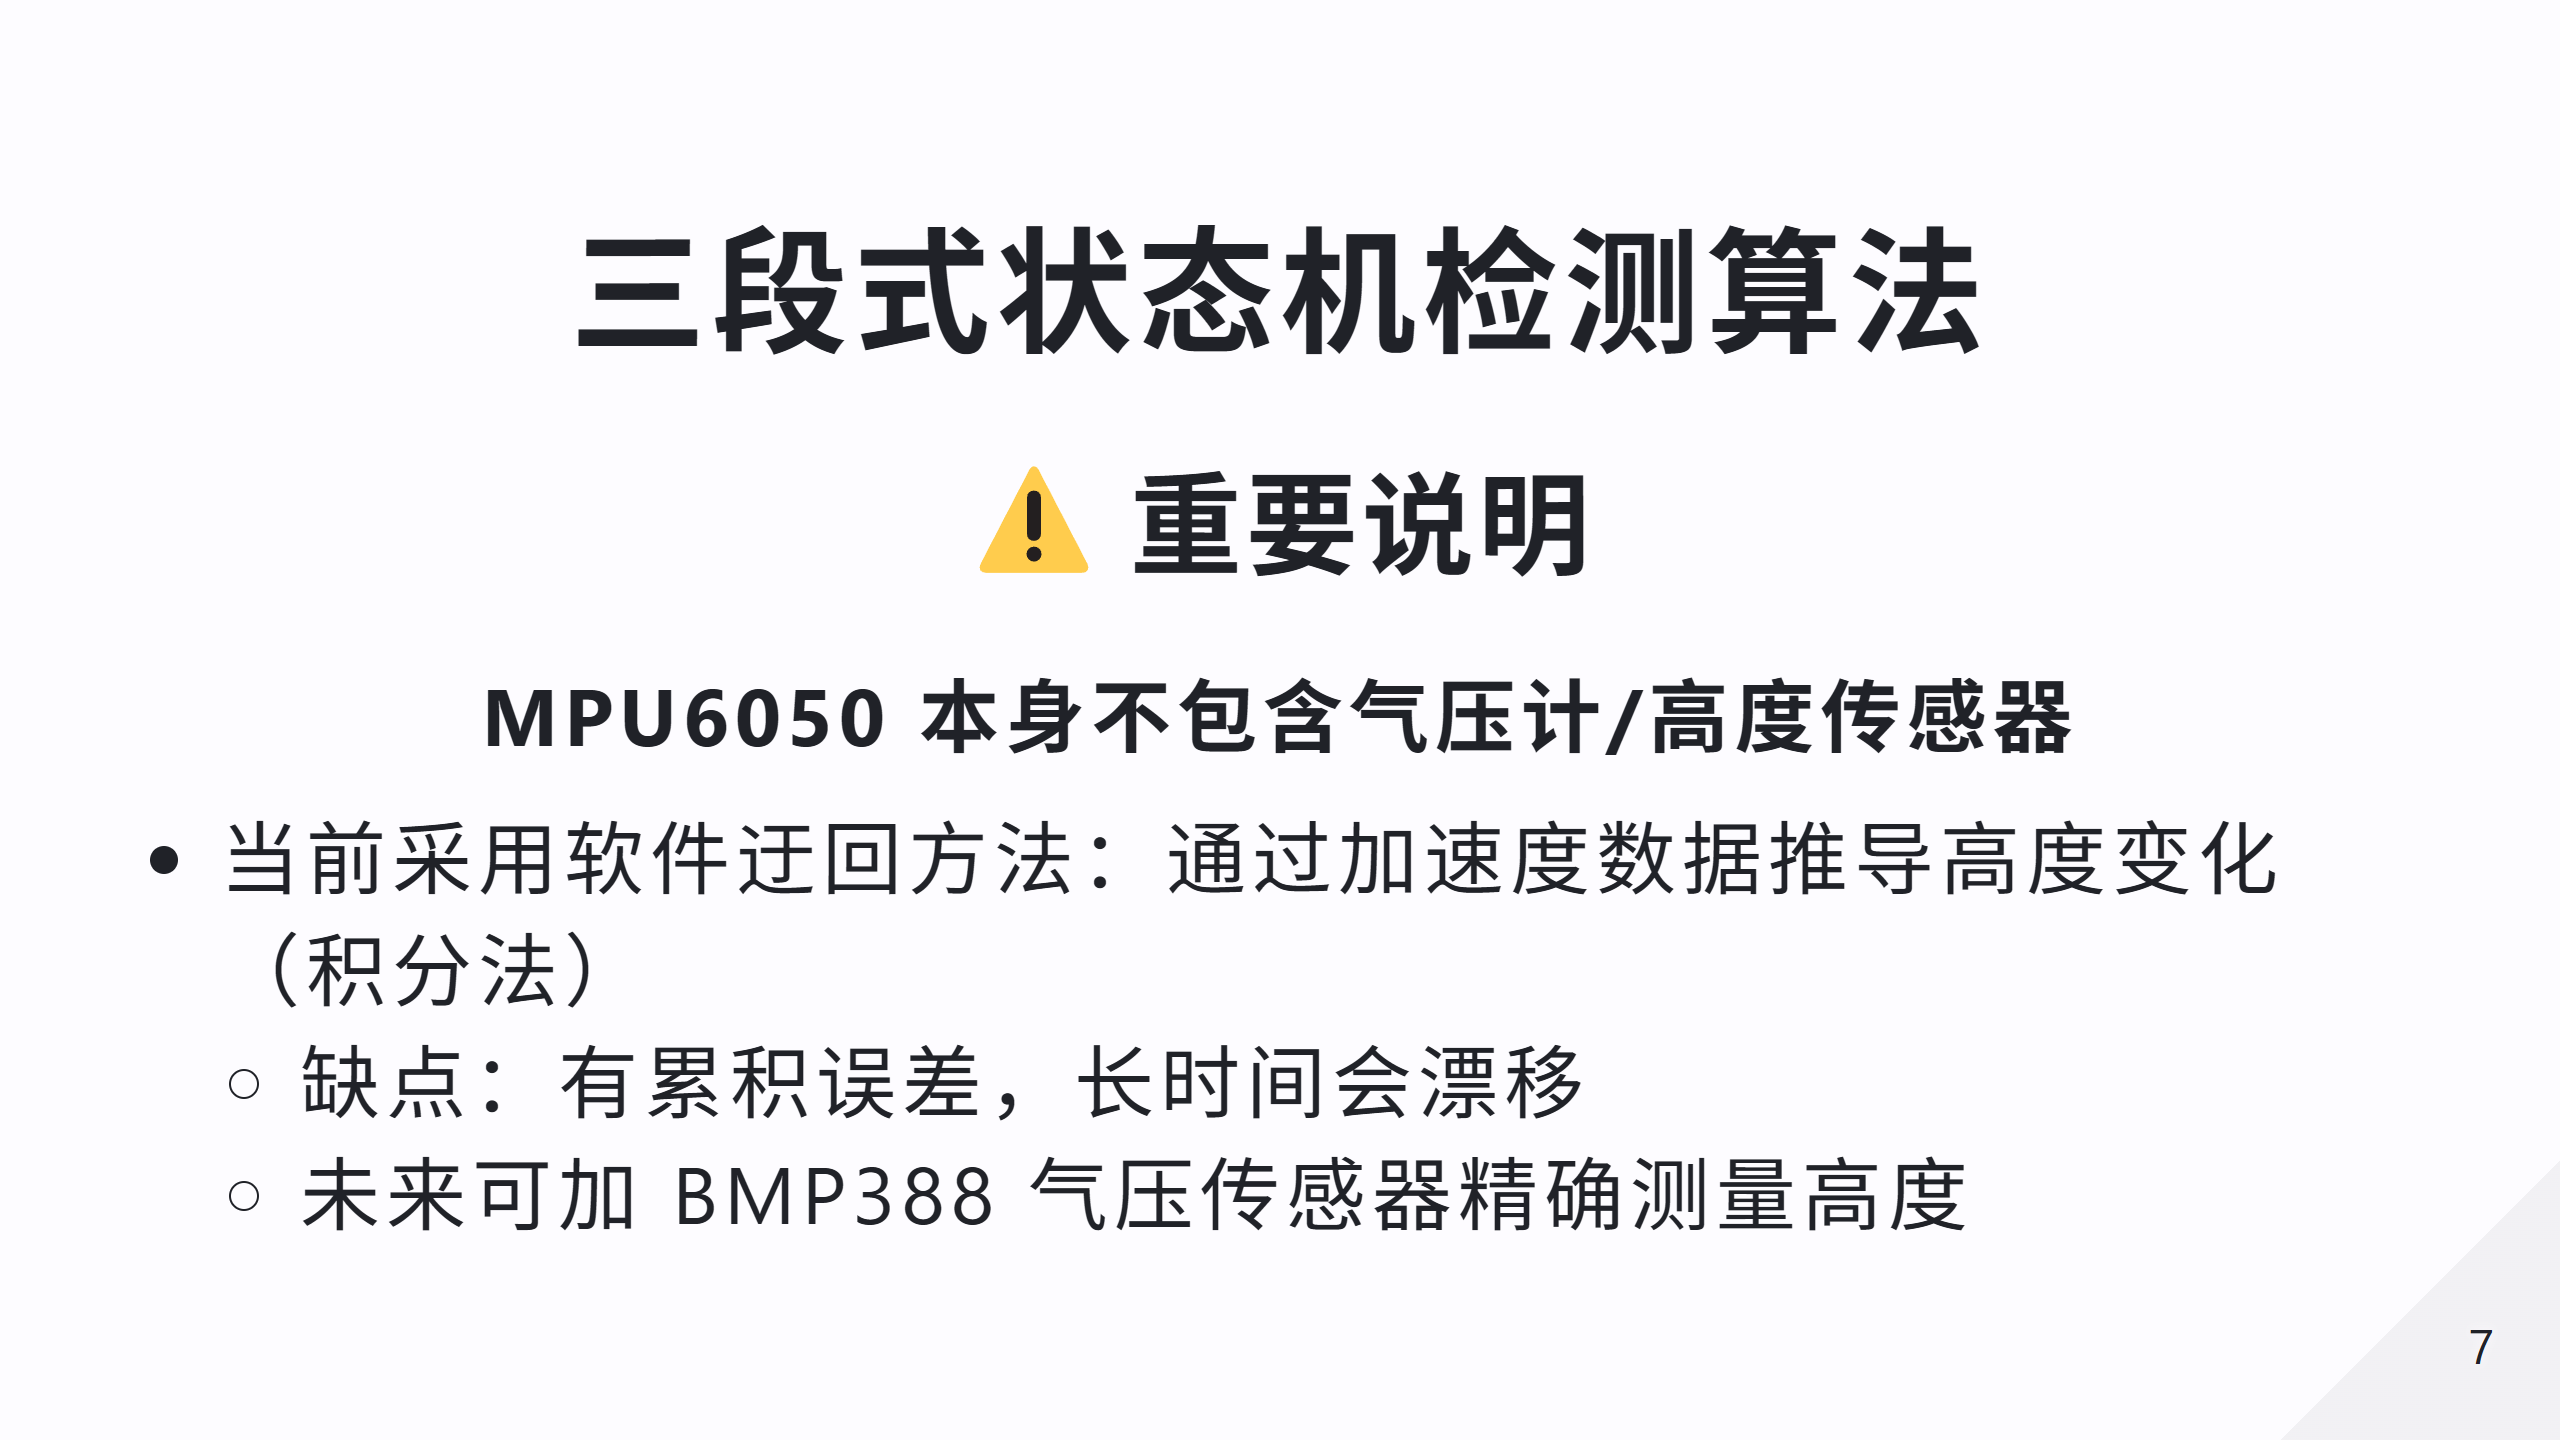 三段式状态机检测算法
⚠️ 重要说明
MPU6050 本身不包含气压计/高度传感器
• 当前采用软件迂回方法：通过加速度数据推导高度变化
（积分法）
○ 缺点：有累积误差，长时间会漂移
○ 未来可加 BMP388 气压传感器精确测量高度
7